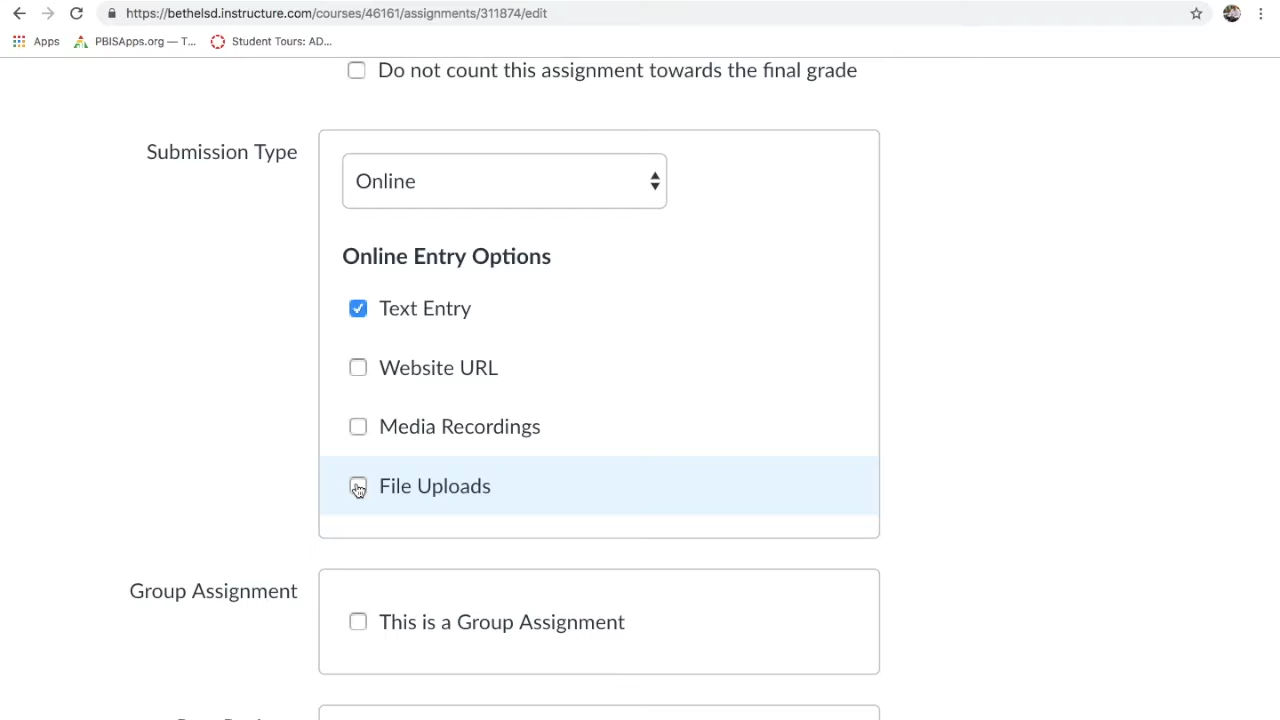 https://bethelsd.instructure.com/courses/46161/assignments/311874/edit
Apps PBISApps.org — T... Student Tours: AD...
Do not count this assignment towards the final grade
Submission Type
Online
Online Entry Options
Text Entry
Website URL
Media Recordings
File Uploads
Group Assignment
This is a Group Assignment